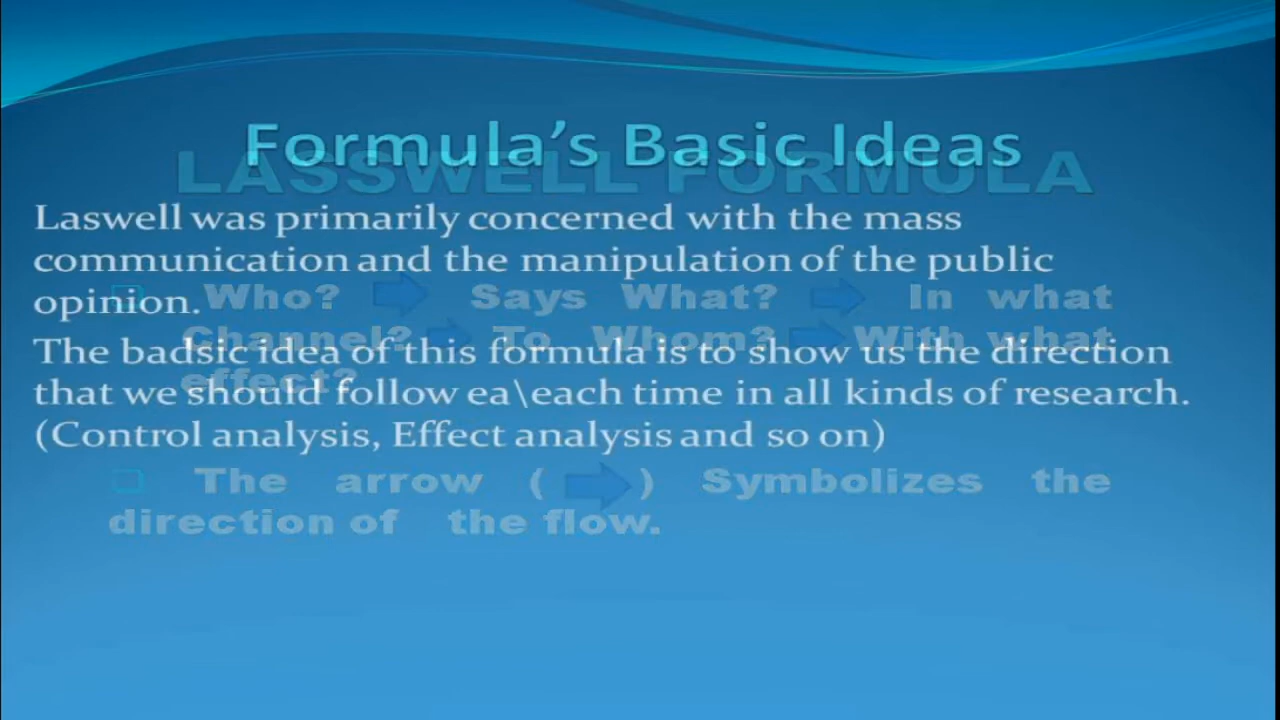 Formula's Basic Ideas
LASSWELL FORMULA
Laswell was primarily concerned with the mass
communication and the manipulation of the public
opinion.
Who? Says What? In what
Channel? To Whom? With what
effect?
The badsic idea of this formula is to show us the direction
that we should follow ea\each time in all kinds of research.
(Control analysis, Effect analysis and so on)
The arrow ( ) Symbolizes the
direction of the flow.